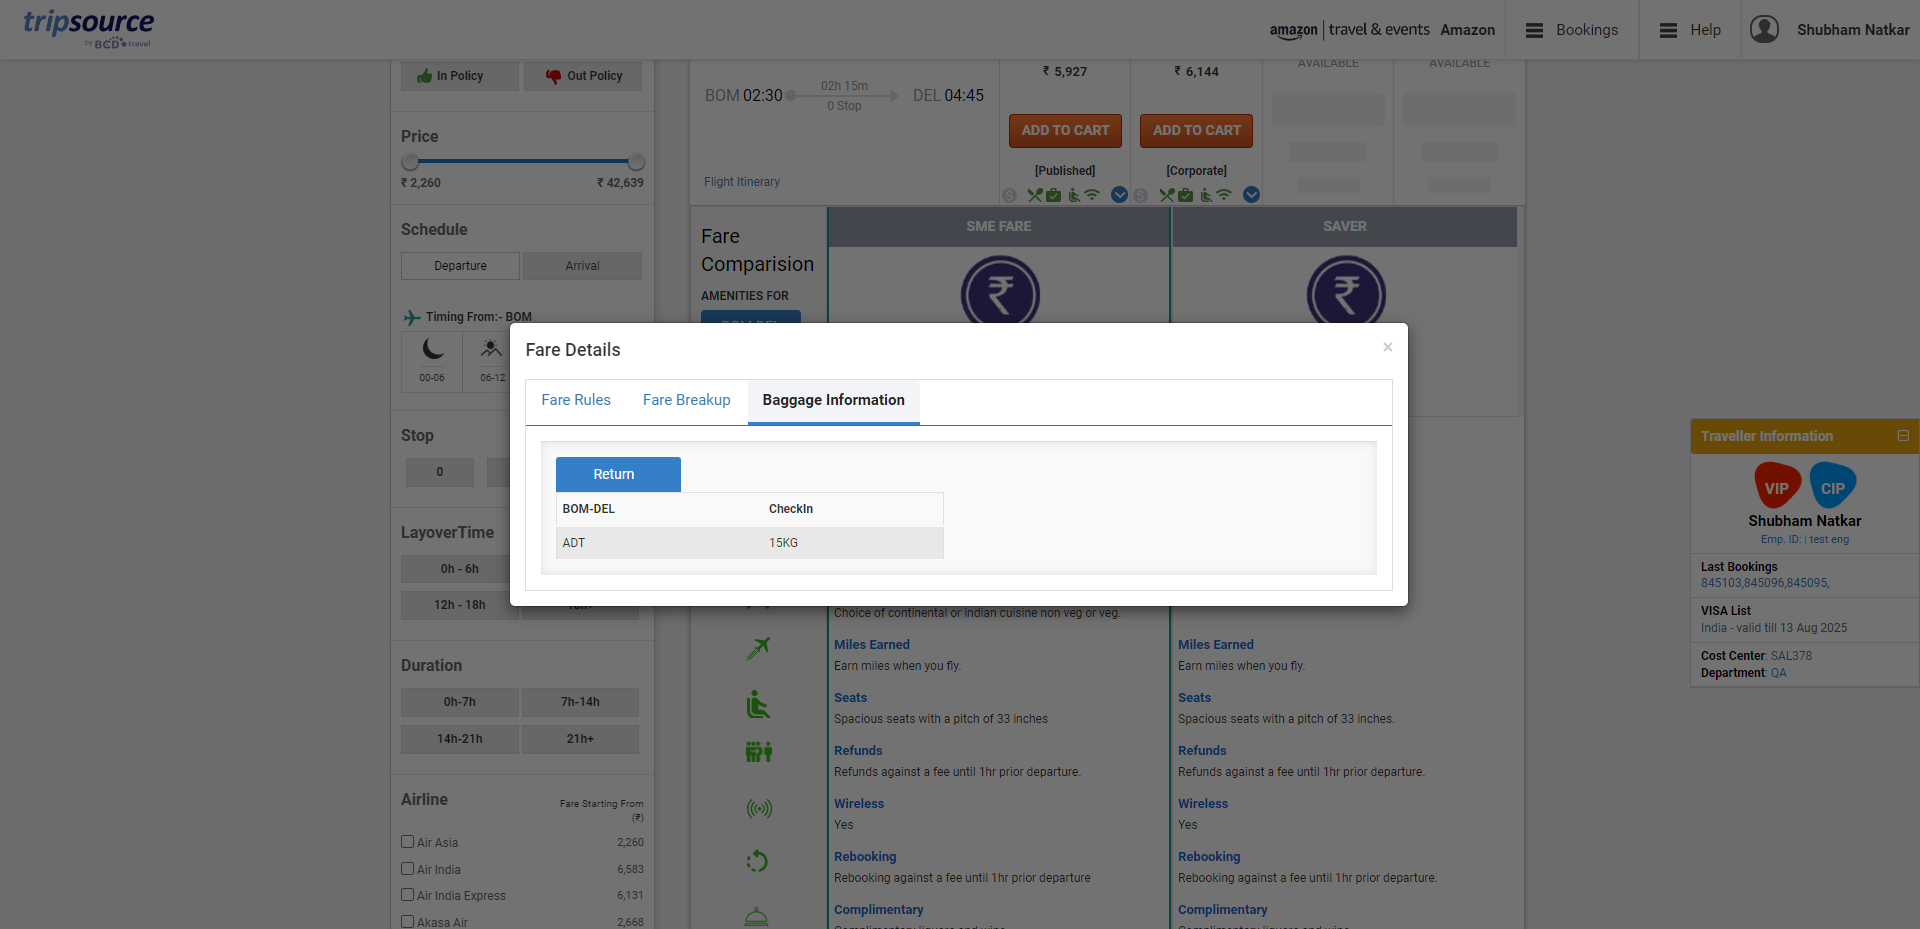 tripsource
by BCD travel
amazon | travel & events Amazon
Bookings
Help
Shubham Natkar
In Policy
Out Policy
Price
₹ 2,260
₹ 42,639
Schedule
Departure
Arrival
Timing From:- BOM
00-06
06-12
Stop
0
LayoverTime
0h - 6h
12h - 18h
Duration
0h-7h
7h-14h
14h-21h
21h+
Airline
Fare Starting From
(₹)
Air Asia 2,260
Air India 6,583
Air India Express 6,131
Akasa Air 2,668
BOM 02:30
02h 15m
0 Stop
DEL 04:45
Flight Itinerary
₹ 5,927
ADD TO CART
[Published]
₹ 6,144
ADD TO CART
[Corporate]
AVAILABLE
AVAILABLE
Fare
Comparision
AMENITIES FOR
SME FARE
SAVER
Fare Details
×
Fare Rules
Fare Breakup
Baggage Information
Return
BOM-DEL CheckIn
ADT 15KG
Choice of continental or indian cuisine non veg or veg.
Miles Earned
Earn miles when you fly.
Seats
Spacious seats with a pitch of 33 inches
Refunds
Refunds against a fee until 1hr prior departure.
Wireless
Yes
Rebooking
Rebooking against a fee until 1hr prior departure
Complimentary
Miles Earned
Earn miles when you fly.
Seats
Spacious seats with a pitch of 33 inches.
Refunds
Refunds against a fee until 1hr prior departure.
Wireless
Yes
Rebooking
Rebooking against a fee until 1hr prior departure.
Complimentary
Traveller Information
VIP
CIP
Shubham Natkar
Emp. ID: | test eng
Last Bookings
845103,845096,845095,
VISA List
India - valid till 13 Aug 2025
Cost Center: SAL378
Department: QA